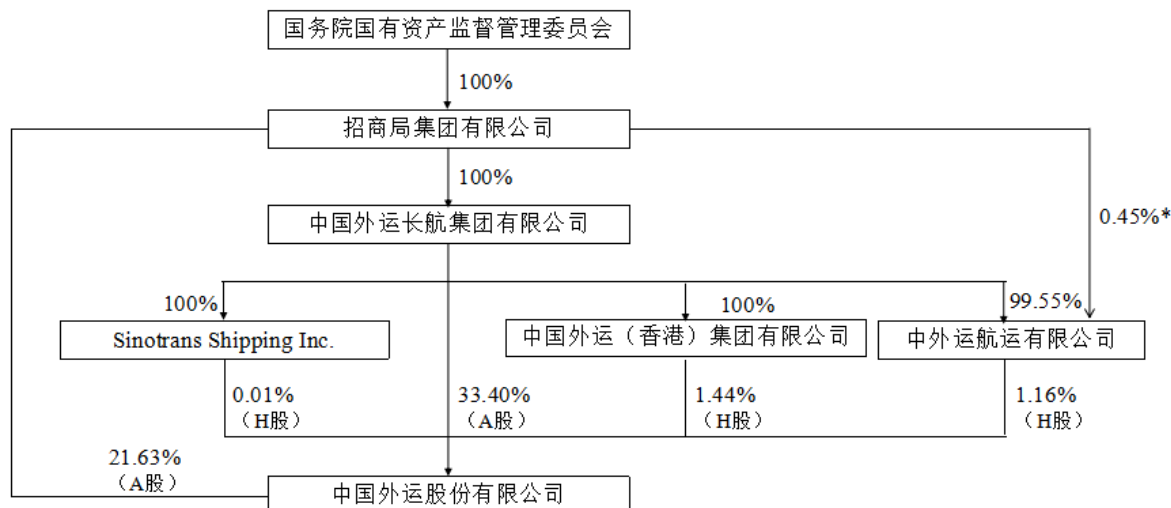 国务院国有资产监督管理委员会
100%
招商局集团有限公司
100%
中国外运长航集团有限公司
0.45%*
100%
100%
99.55%
Sinotrans Shipping Inc.
中国外运（香港）集团有限公司
中外运航运有限公司
0.01%
（H股）
33.40%
（A股）
1.44%
（H股）
1.16%
（H股）
21.63%
（A股）
中国外运股份有限公司